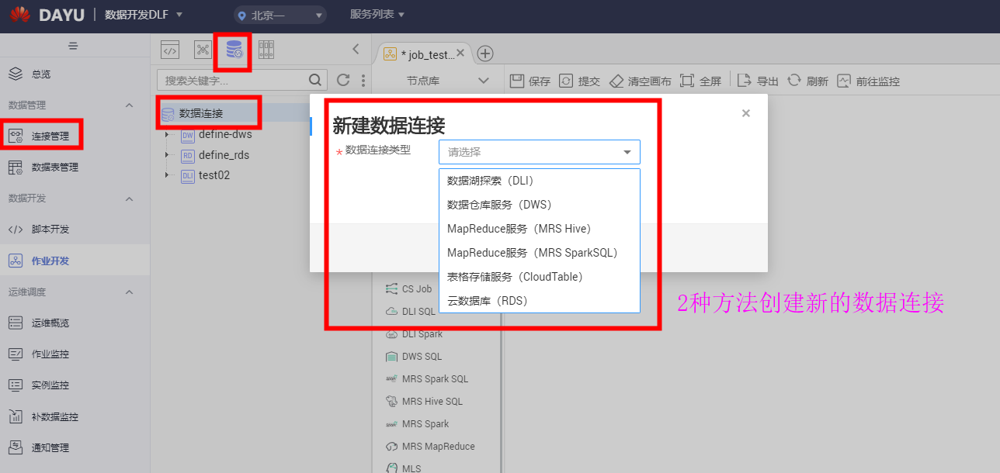 DAYU
数据开发DLF
北京一
服务列表
总览
数据管理
连接管理
数据表管理
数据开发
脚本开发
作业开发
运维调度
运维概览
作业监控
实例监控
补数据监控
通知管理
搜索关键字...
数据连接
DW define-dws
RD define_rds
DLI test02
* job_test...
节点库
保存
提交
清空画布
全屏
导出
刷新
前往监控
新建数据连接
* 数据连接类型
请选择
数据湖探索（DLI）
数据仓库服务（DWS）
MapReduce服务（MRS Hive）
MapReduce服务（MRS SparkSQL）
表格存储服务（CloudTable）
云数据库（RDS）
CS Job
DLI SQL
DLI Spark
DWS SQL
MRS Spark SQL
MRS Hive SQL
MRS Spark
MRS MapReduce
MLS
2种方法创建新的数据连接